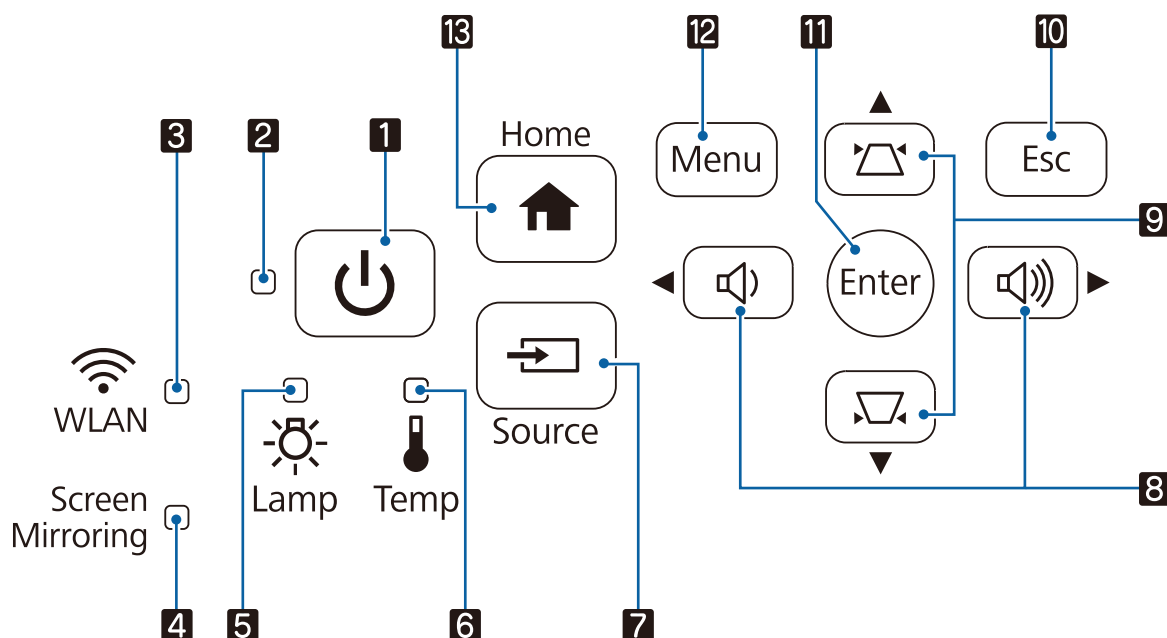 13
12
11
10
3
2
1
Home
Menu
Esc
9
Enter
WLAN
Source
Lamp
Temp
8
Screen
Mirroring
4
5
6
7